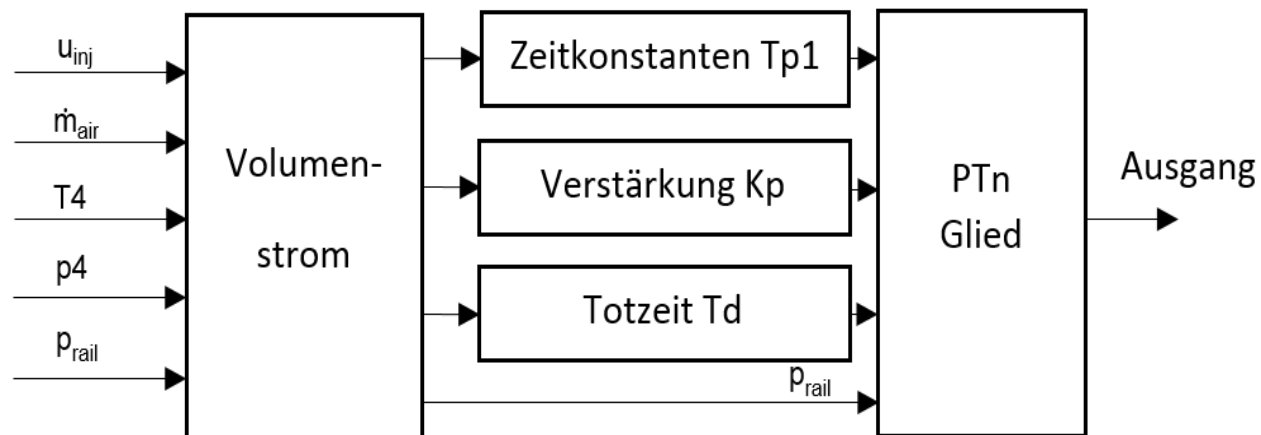 u_inj
ṁ_air
T4
p4
p_rail
Volumen-
strom
Zeitkonstanten Tp1
Verstärkung Kp
Totzeit Td
p_rail
PTn
Glied
Ausgang